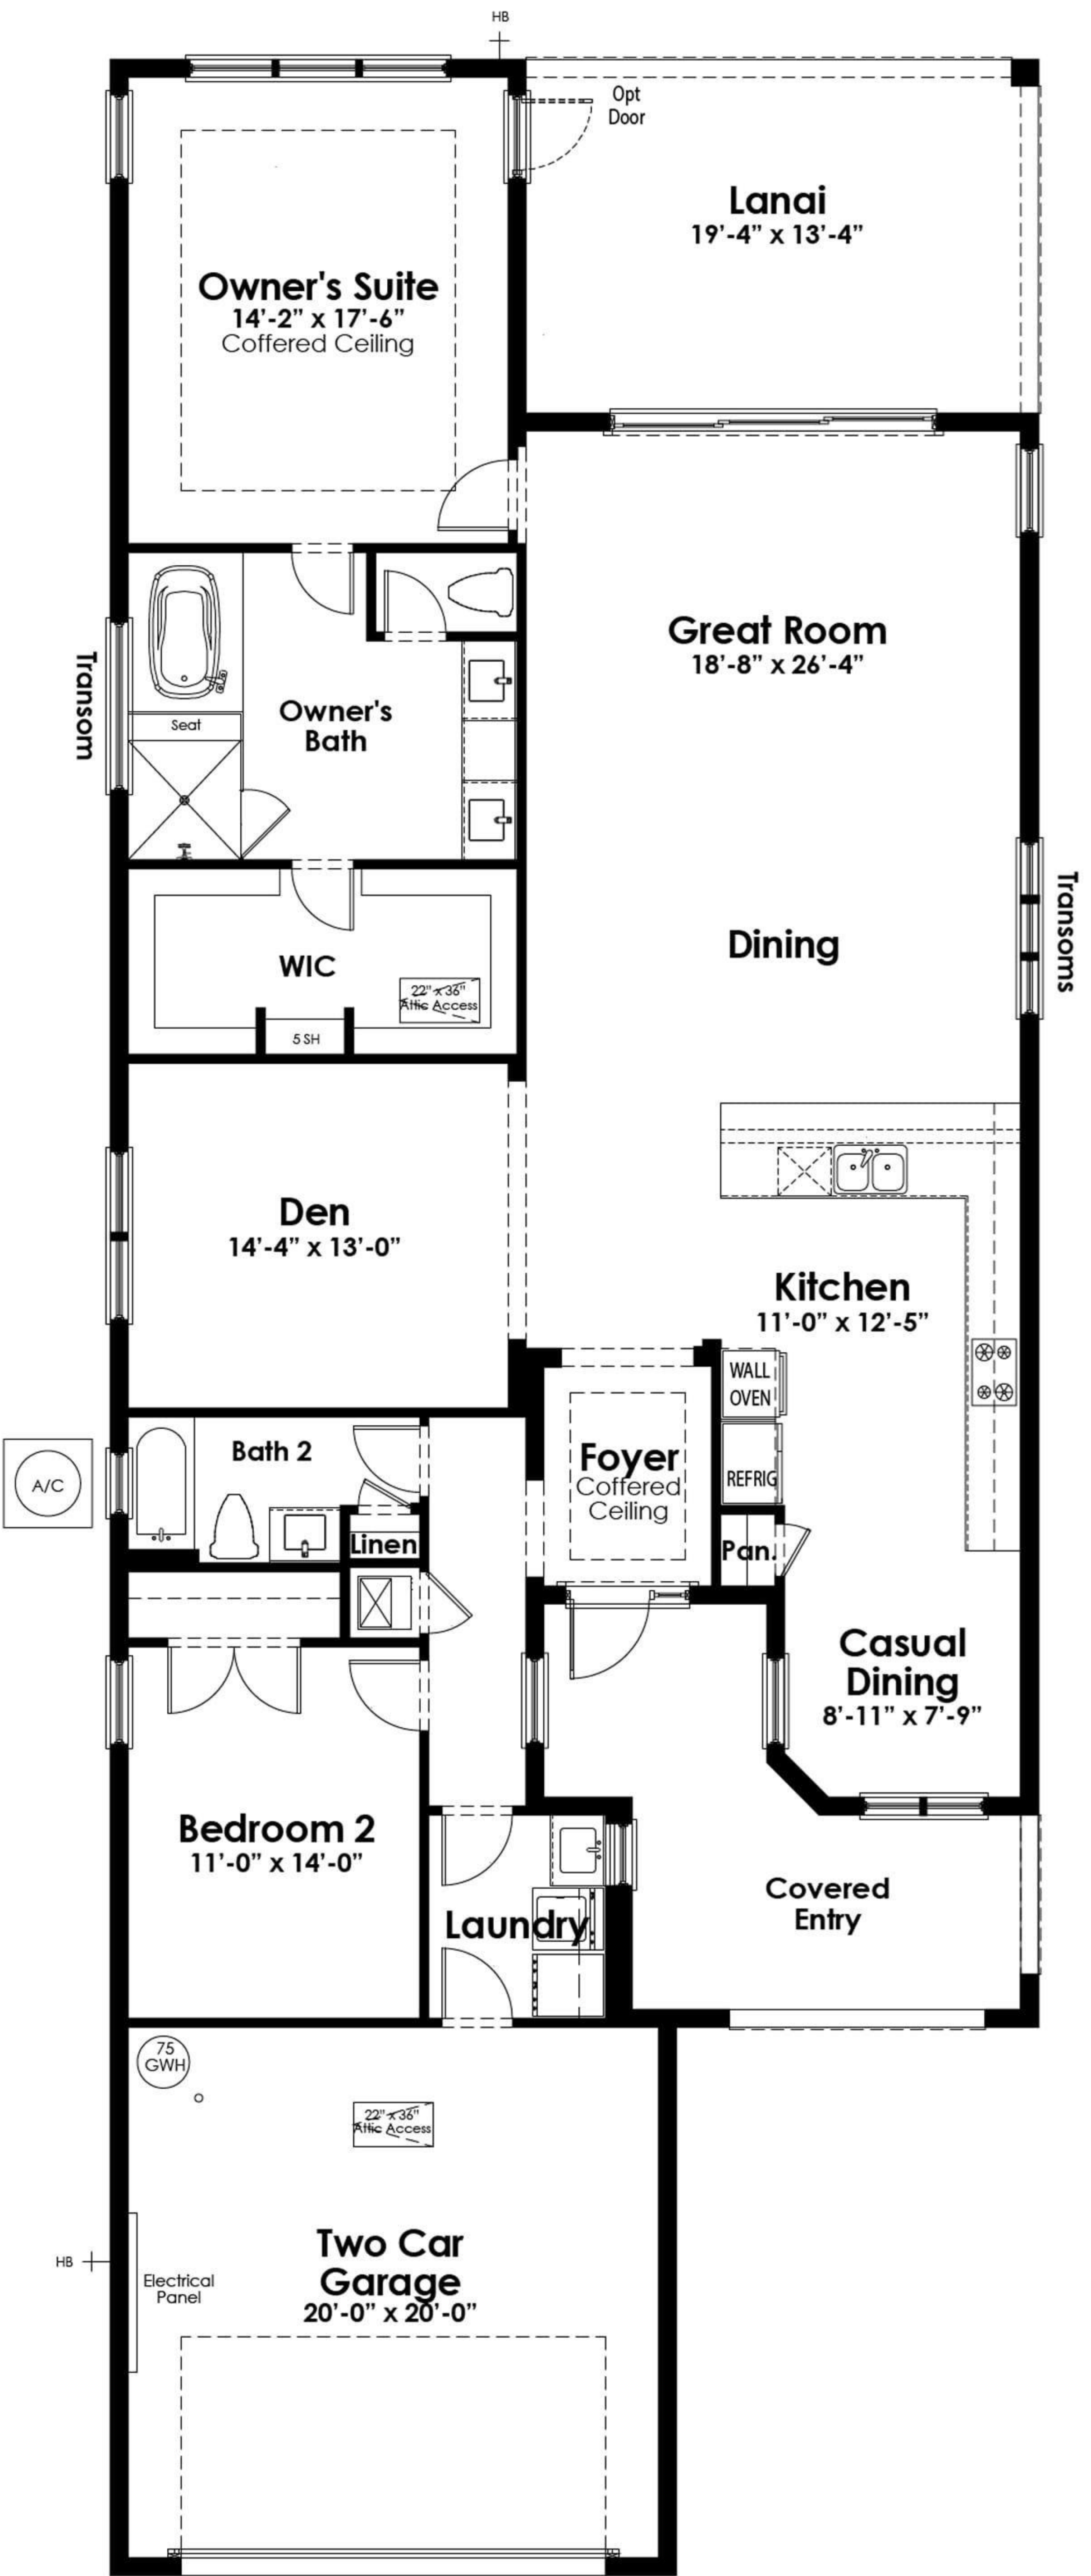 HB
Opt
Door
Lanai
19’-4” x 13’-4”
Owner's Suite
14’-2” x 17’-6”
Coffered Ceiling
Great Room
18’-8” x 26’-4”
Transom
Seat
Owner's
Bath
Transoms
Dining
WIC
22" x 36"
Attic Access
5 SH
Den
14’-4” x 13’-0”
Kitchen
11’-0” x 12’-5”
WALL
OVEN
REFRIG
Foyer
Coffered
Ceiling
A/C
Bath 2
Linen
Pan.
Casual
Dining
8’-11” x 7’-9”
Bedroom 2
11’-0” x 14’-0”
Laundry
Covered
Entry
75
GWH
22" x 36"
Attic Access
HB
Electrical
Panel
Two Car
Garage
20’-0” x 20’-0”